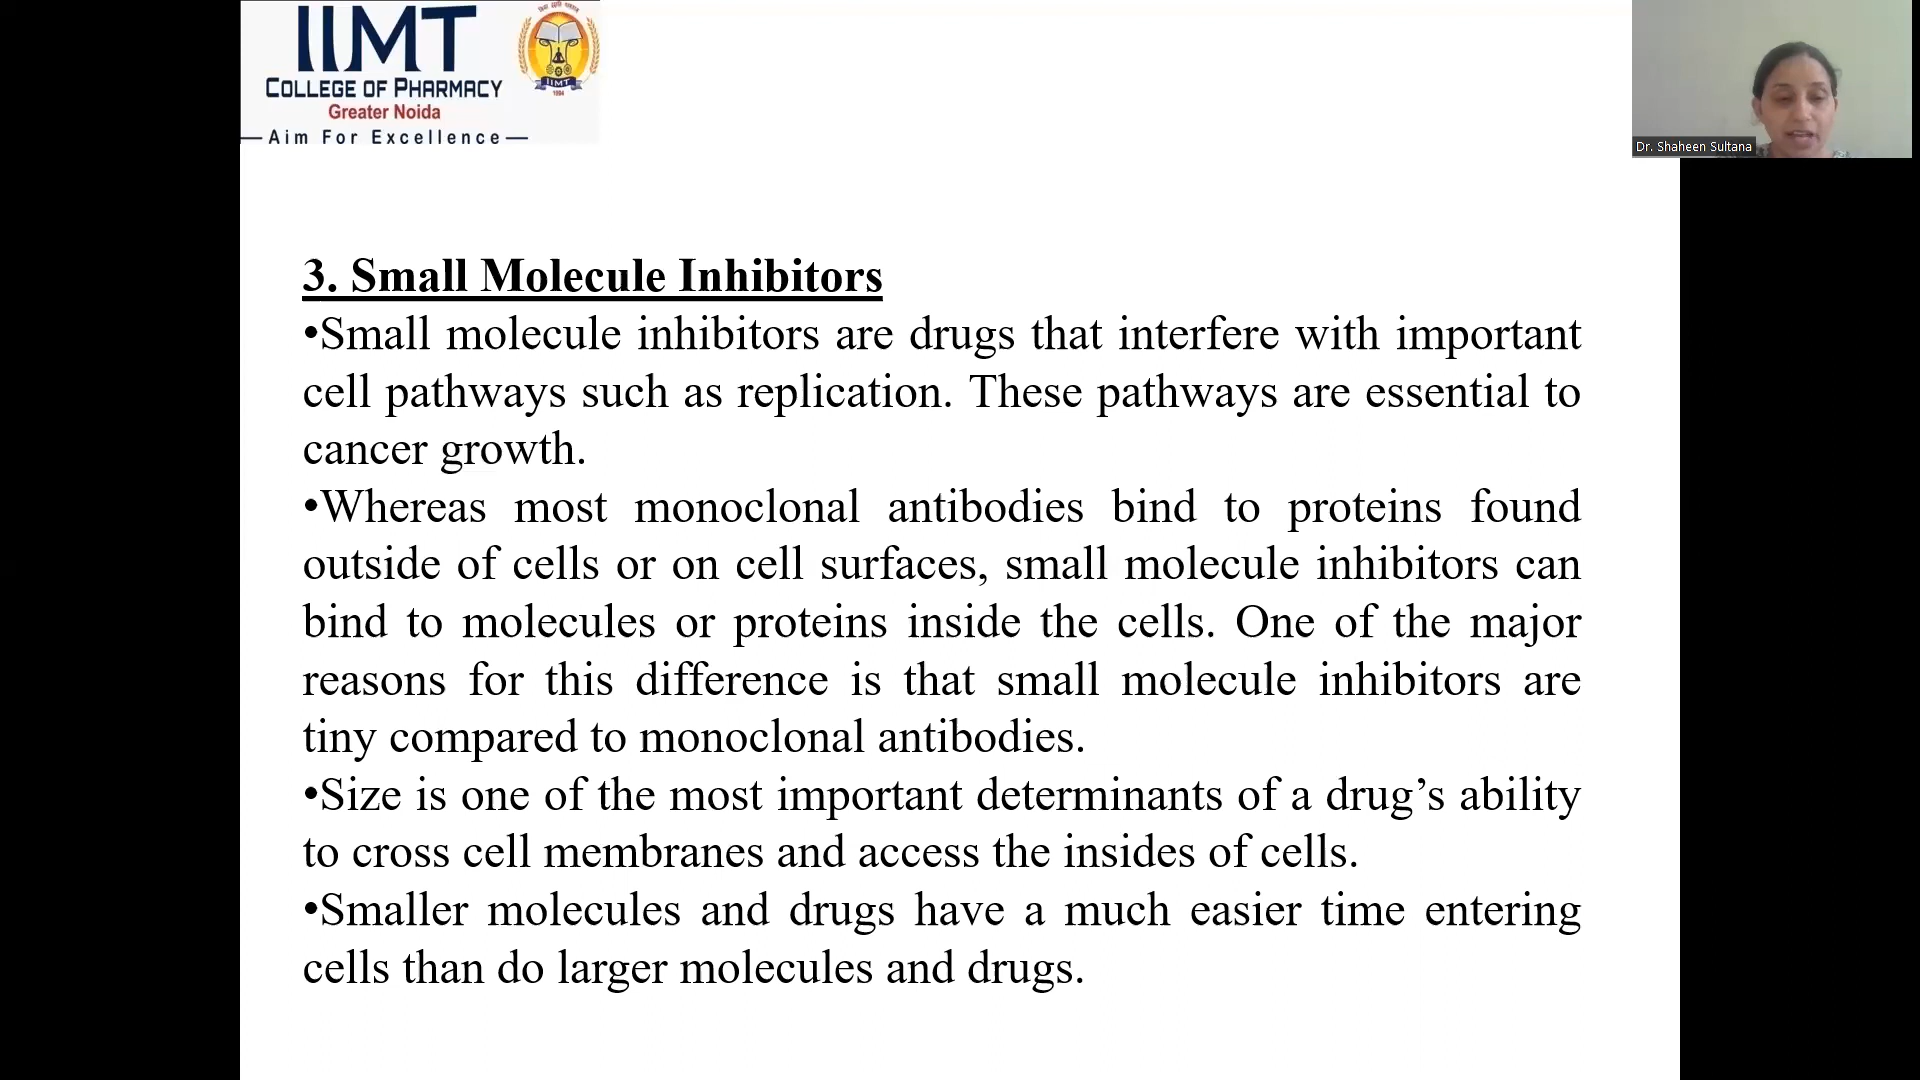 IIMT
COLLEGE OF PHARMACY
Greater Noida
—Aim For Excellence—
IIMT
Dr. Shaheen Sultana
3. Small Molecule Inhibitors
•Small molecule inhibitors are drugs that interfere with important
cell pathways such as replication. These pathways are essential to
cancer growth.
•Whereas most monoclonal antibodies bind to proteins found
outside of cells or on cell surfaces, small molecule inhibitors can
bind to molecules or proteins inside the cells. One of the major
reasons for this difference is that small molecule inhibitors are
tiny compared to monoclonal antibodies.
•Size is one of the most important determinants of a drug’s ability
to cross cell membranes and access the insides of cells.
•Smaller molecules and drugs have a much easier time entering
cells than do larger molecules and drugs.